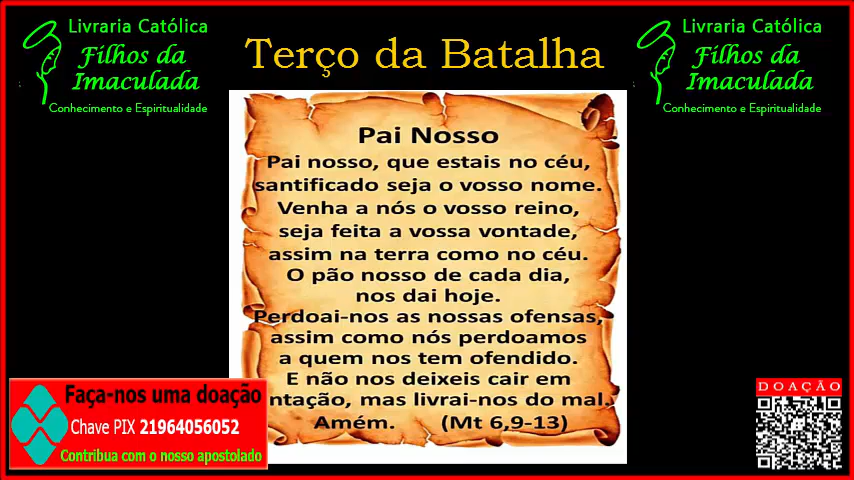 Livraria Católica
Filhos da
Imaculada
Conhecimento e Espiritualidade
Terço da Batalha
Livraria Católica
Filhos da
Imaculada
Conhecimento e Espiritualidade
Pai Nosso
Pai nosso, que estais no céu,
santificado seja o vosso nome.
Venha a nós o vosso reino,
seja feita a vossa vontade,
assim na terra como no céu.
O pão nosso de cada dia,
nos dai hoje.
Perdoai-nos as nossas ofensas,
assim como nós perdoamos
a quem nos tem ofendido.
E não nos deixeis cair em
ntação, mas livrai-nos do mal.
Amém. (Mt 6,9-13)
Faça-nos uma doação
Chave PIX 21964056052
Contribua com o nosso apostolado
DOAÇÃO